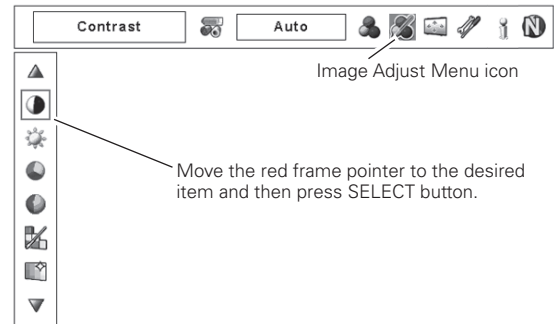 Contrast
Auto
N
Image Adjust Menu icon
Move the red frame pointer to the desired
item and then press SELECT button.